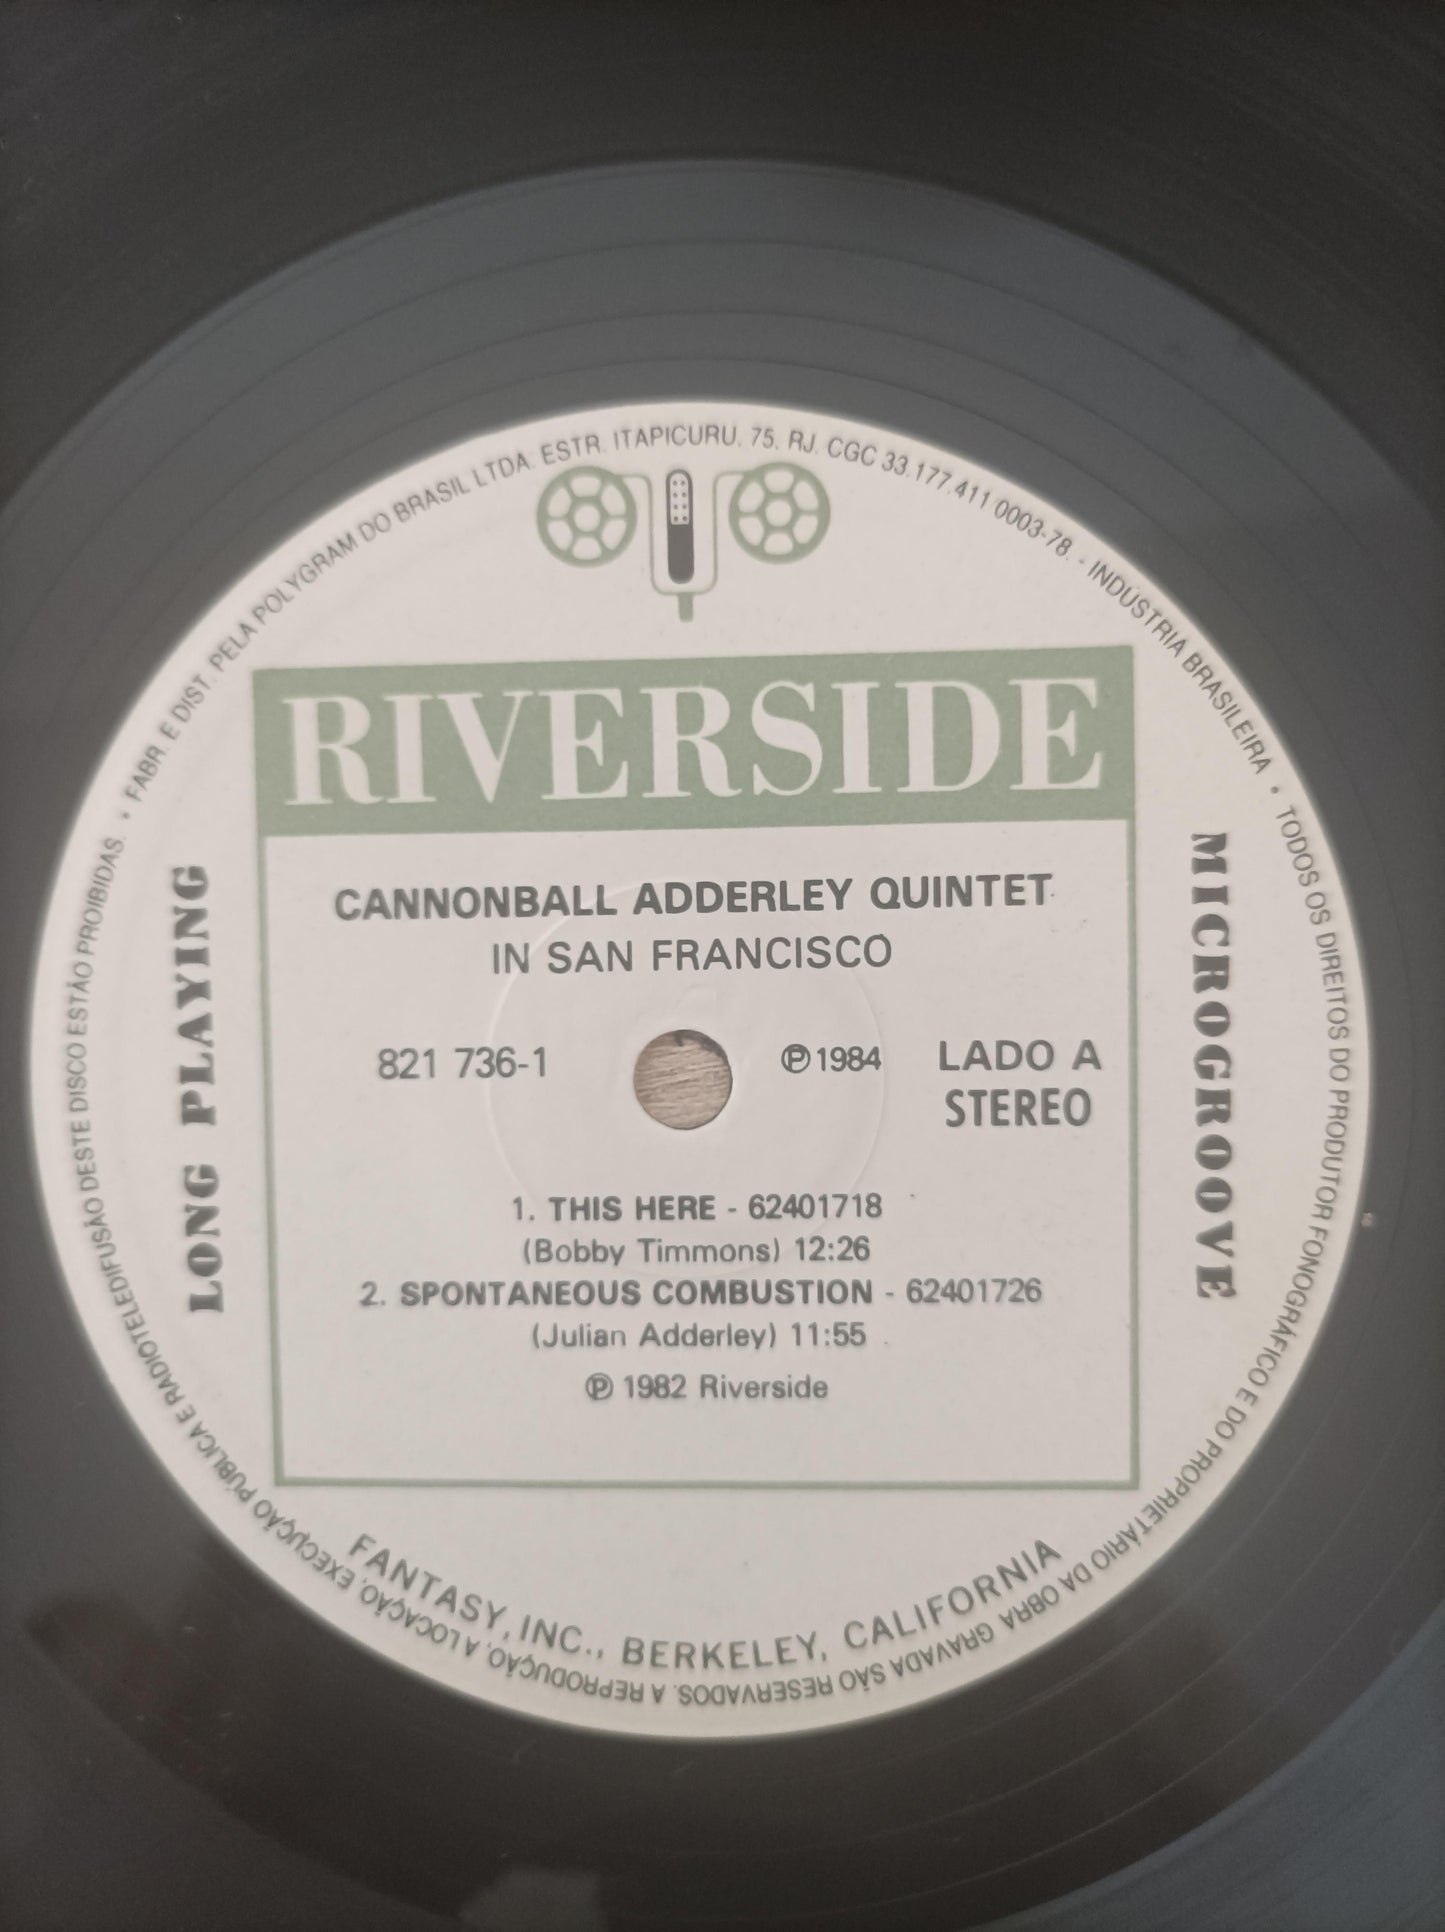 • FABR. E DIST. PELA POLYGRAM DO BRASIL LTDA. ESTR. ITAPICURU, 75. RJ. CGC 33.177.411 0003-78. - INDÚSTRIA BRASILEIRA • TODOS OS DIREITOS DO PRODUTOR FONOGRÁFICO E DO PROPRIETÁRIO DA OBRA GRAVADA SÃO RESERVADOS. A REPRODUÇÃO, A LOCAÇÃO, EXECUÇÃO PÚBLICA E RADIOTELEDIFUSÃO DESTE DISCO ESTÃO PROIBIDAS.
RIVERSIDE
LONG PLAYING
MICROGROOVE
CANNONBALL ADDERLEY QUINTET
IN SAN FRANCISCO
821 736-1 ℗1984 LADO A
STEREO
1. THIS HERE - 62401718
(Bobby Timmons) 12:26
2. SPONTANEOUS COMBUSTION - 62401726
(Julian Adderley) 11:55
℗ 1982 Riverside
FANTASY, INC., BERKELEY, CALIFORNIA